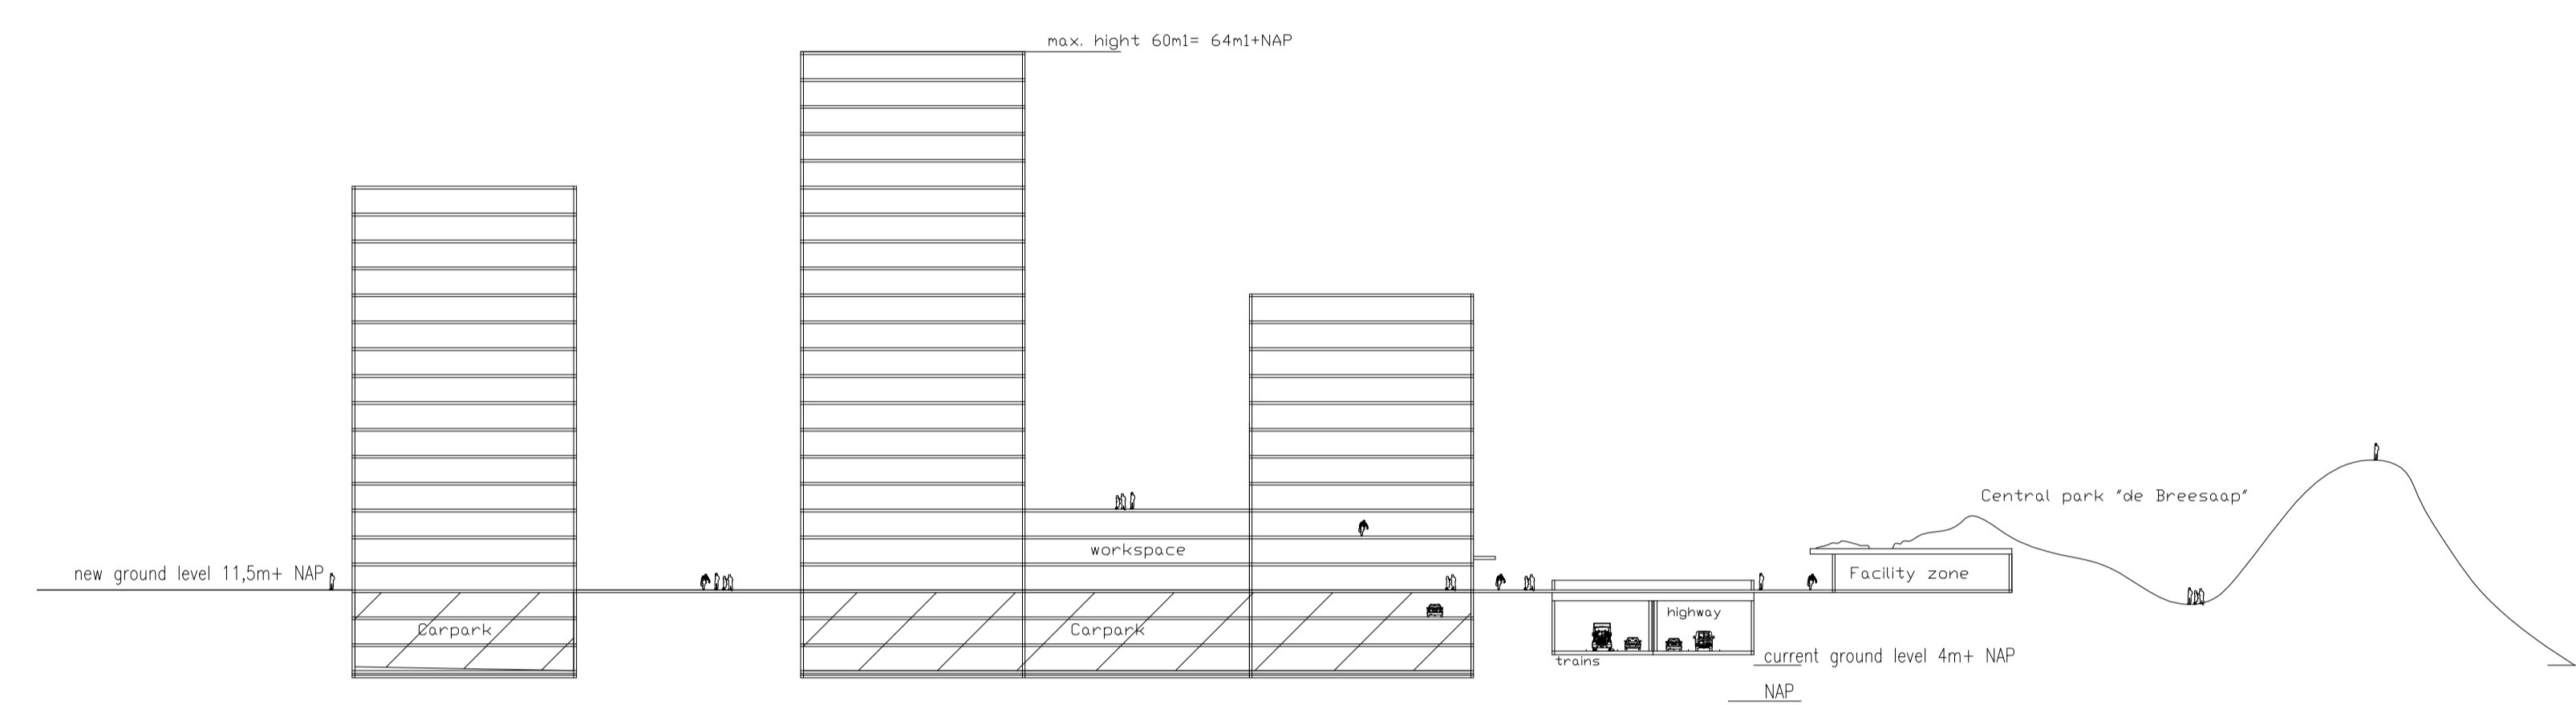 max. hight 60m1= 64m1+NAP
Central park "de Breesaap"
workspace
new ground level 11,5m+ NAP
Facility zone
highway
Carpark
Carpark
trains
current ground level 4m+ NAP
NAP